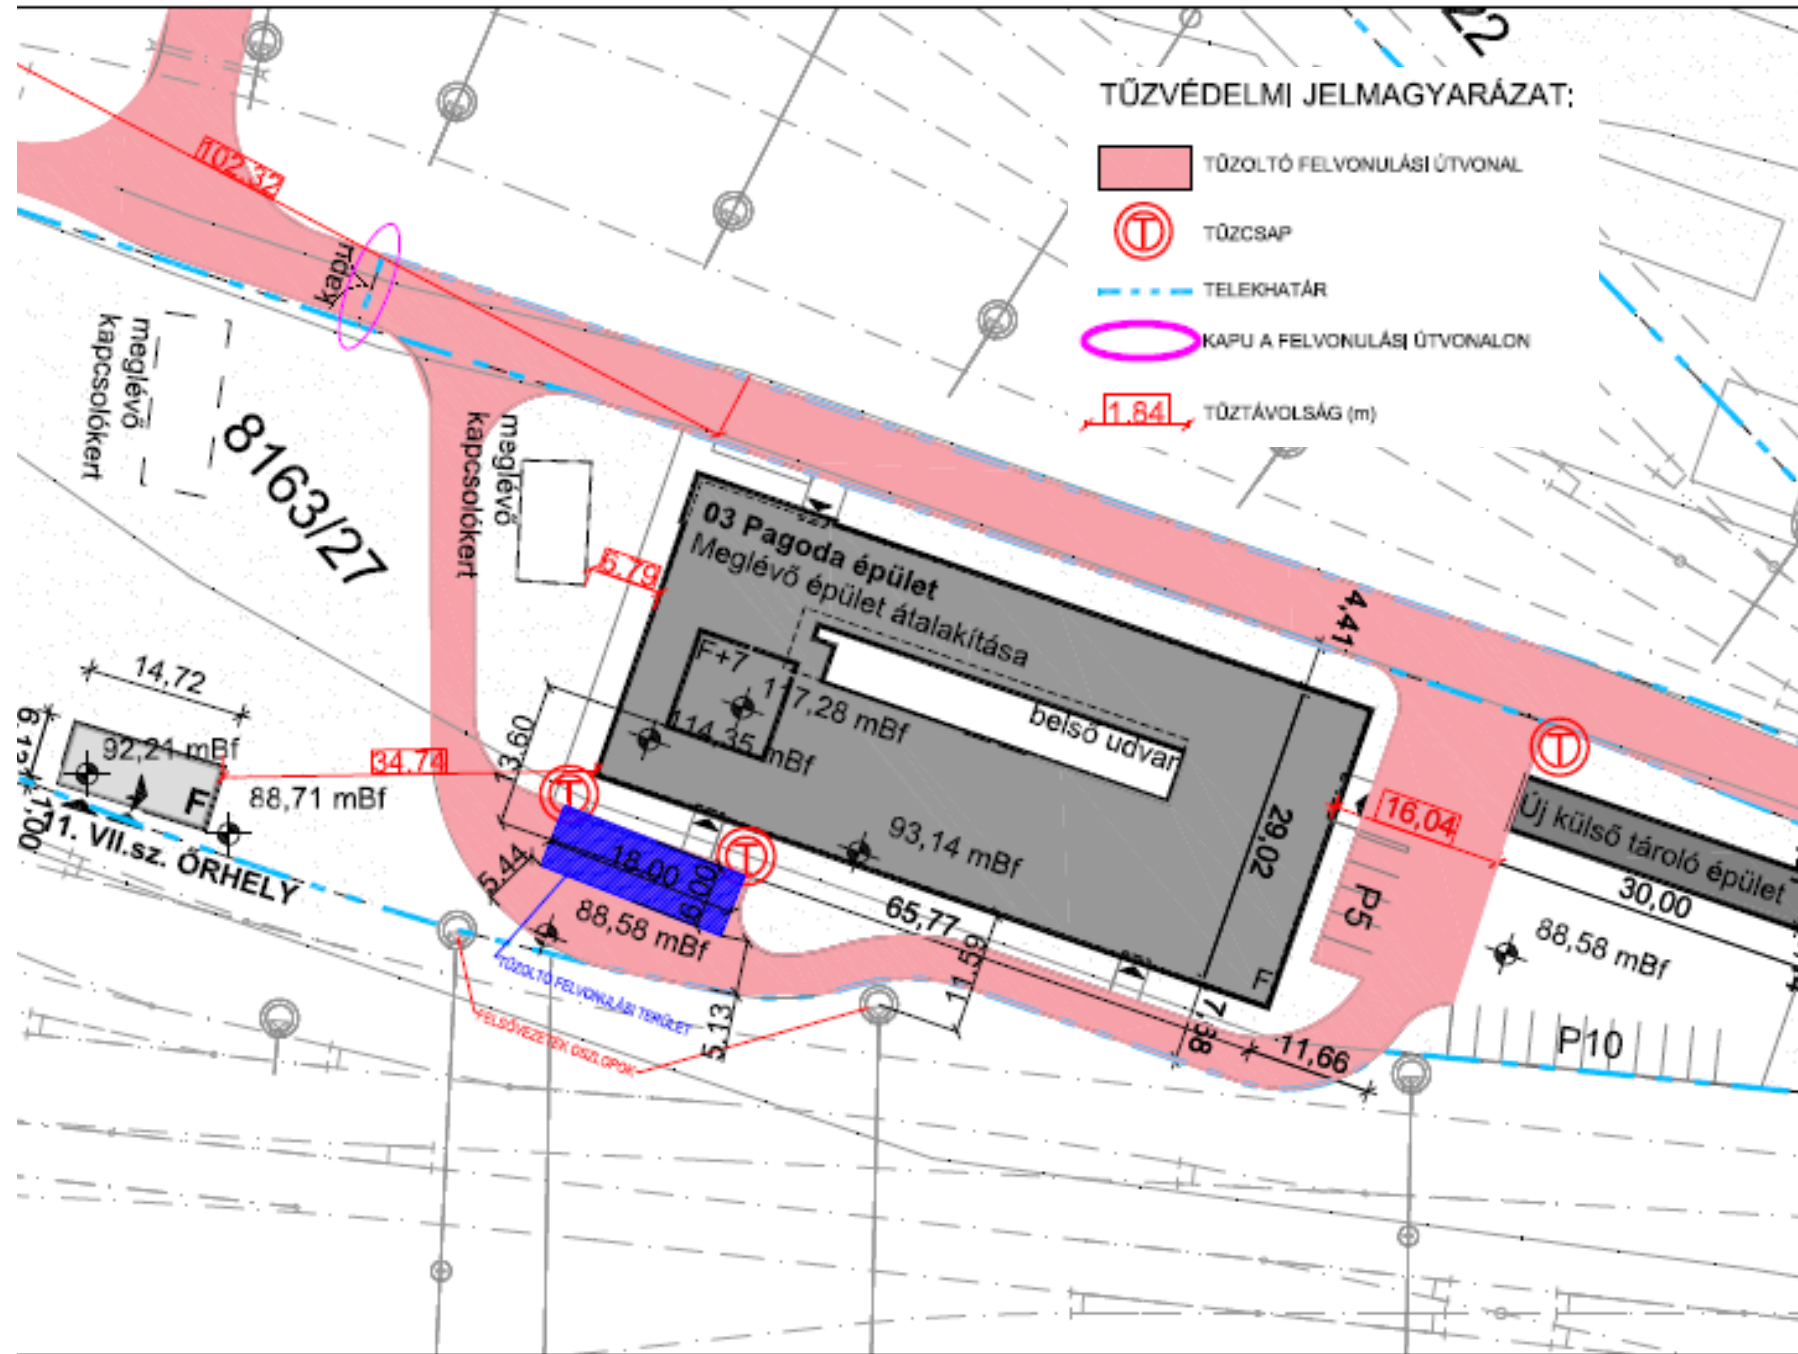 22
TŰZVÉDELMI JELMAGYARÁZAT:
TŰZOLTÓ FELVONULÁSI ÚTVONAL
TŰZCSAP
TELEKHATÁR
KAPU A FELVONULÁSI ÚTVONALON
1.84
TŰZTÁVOLSÁG (m)
102.32
kapu
meglévő
kapcsolókert
8163/27
meglévő
kapcsolókert
6.79
03 Pagoda épület
Meglévő épület átalakítása
F+7
117,28 mBf
114,35 mBf
belső udvar
4,41
14,72
92,21 mBf
F
88,71 mBf
34.74
13,60
1,00
11. VII.sz. ŐRHELY
5,44
18,00
6,00
88,58 mBf
TŰZOLTÓ FELVONULÁSI TERÜLET
FELSŐVEZETÉK OSZLOPOK
5,13
93,14 mBf
65,77
11,59
29,02
F
7,38
11,66
16,04
P5
Új külső tároló épület
30,00
88,58 mBf
P10